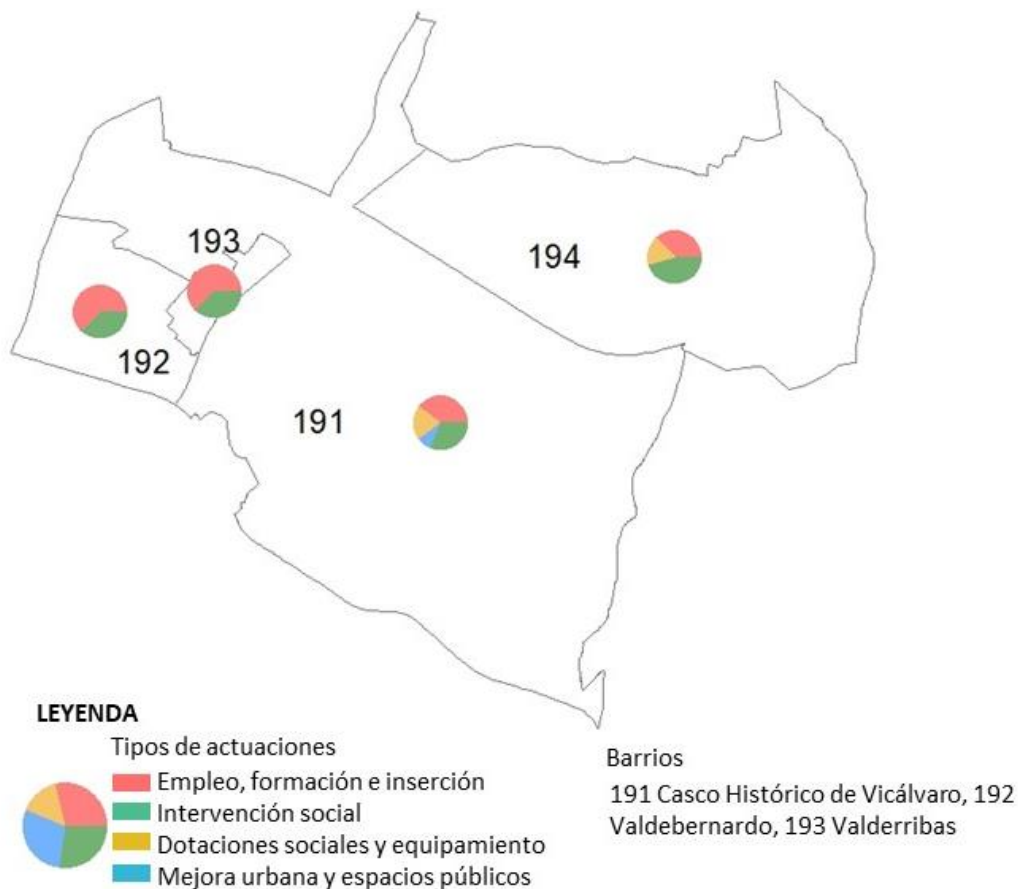 193
194
192
191
LEYENDA
Tipos de actuaciones
Empleo, formación e inserción
Intervención social
Dotaciones sociales y equipamiento
Mejora urbana y espacios públicos
Barrios
191 Casco Histórico de Vicálvaro, 192
Valdebernardo, 193 Valderribas